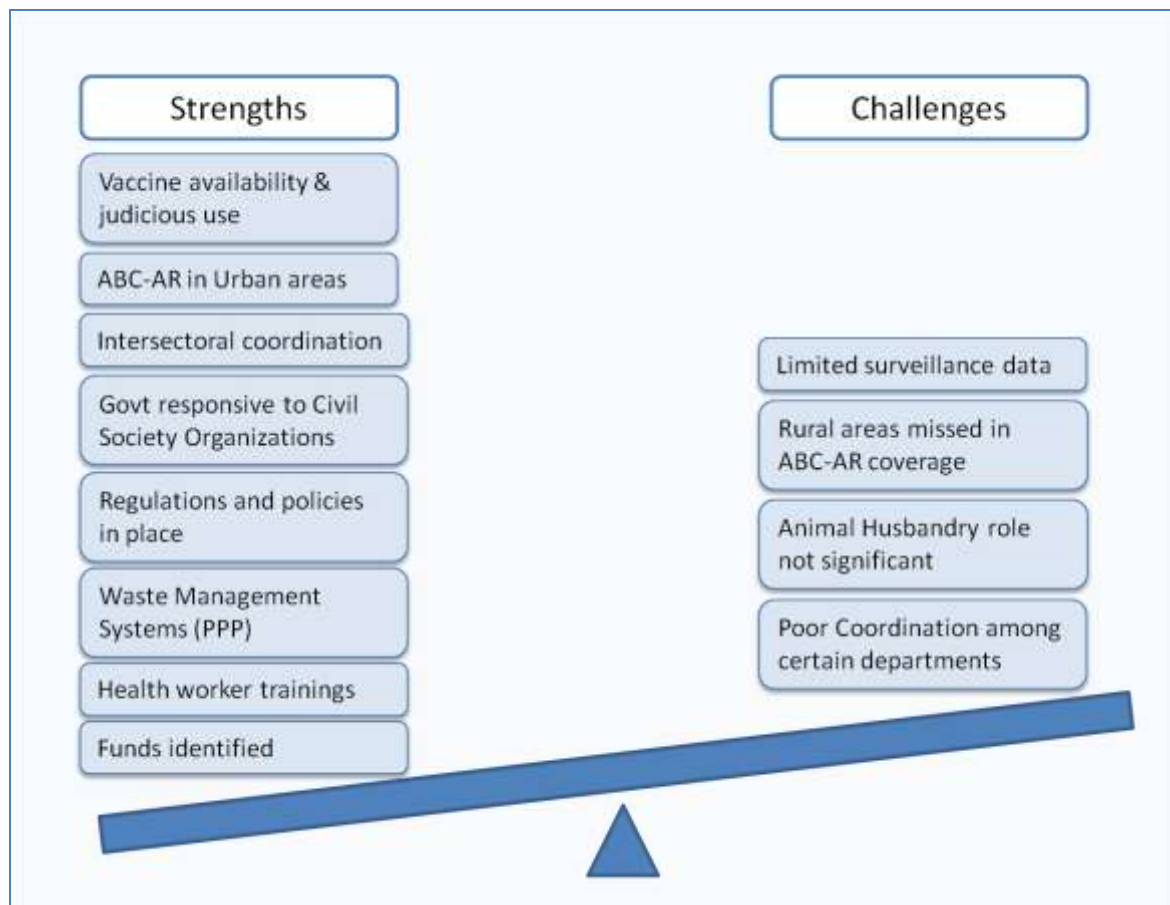 Strengths
Vaccine availability &
judicious use
ABC-AR in Urban areas
Intersectoral coordination
Govt responsive to Civil
Society Organizations
Regulations and policies
in place
Waste Management
Systems (PPP)
Health worker trainings
Funds identified
Challenges
Limited surveillance data
Rural areas missed in
ABC-AR coverage
Animal Husbandry role
not significant
Poor Coordination among
certain departments